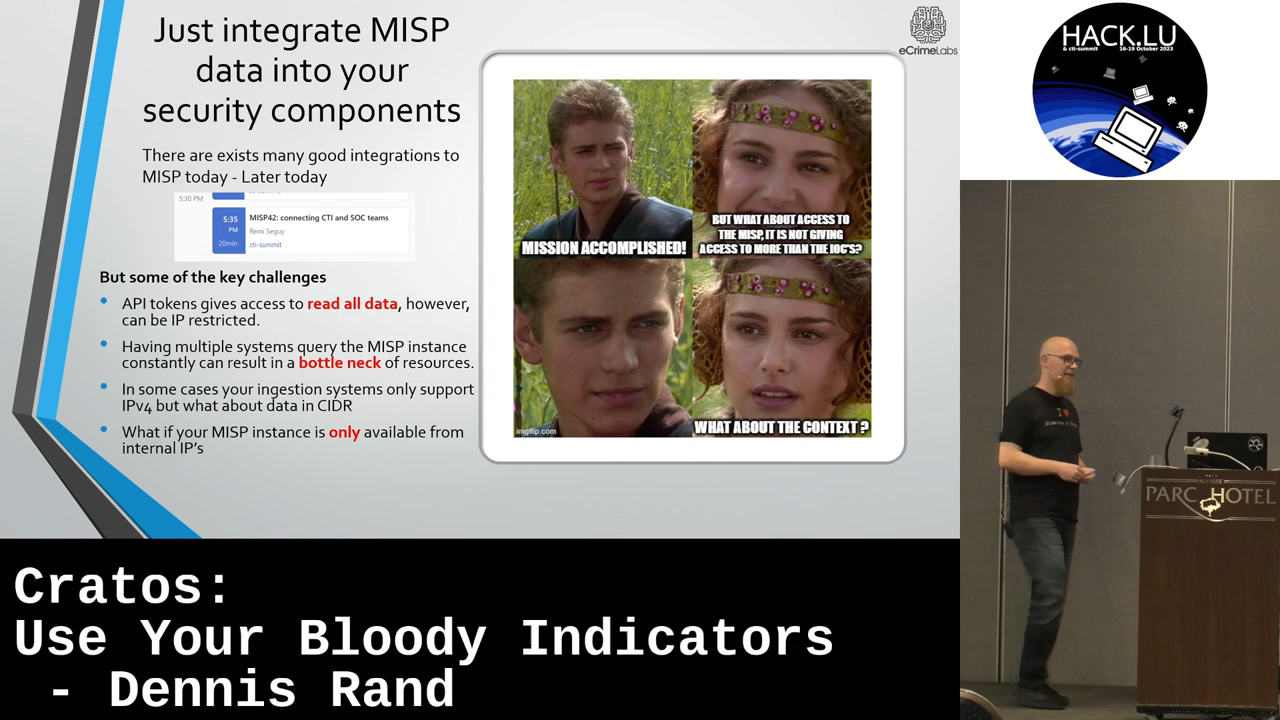 Just integrate MISP
data into your
security components
eCrimeLabs
There are exists many good integrations to
MISP today - Later today
5:30 PM
5:35
PM
20min
MISP42: connecting CTI and SOC teams
Remi Seguy
cti-summit
But some of the key challenges
API tokens gives access to read all data, however,
can be IP restricted.
Having multiple systems query the MISP instance
constantly can result in a bottle neck of resources.
In some cases your ingestion systems only support
IPv4 but what about data in CIDR
What if your MISP instance is only available from
internal IP's
MISSION ACCOMPLISHED!
BUT WHAT ABOUT ACCESS TO
THE MISP, IT IS NOT GIVING
ACCESS TO MORE THAN THE IOC'S?
WHAT ABOUT THE CONTEXT ?
imgflip.com
HACK.LU
& cti-summit 16-19 October 2023
I
PARC HOTEL
Cratos:
Use Your Bloody Indicators
- Dennis Rand